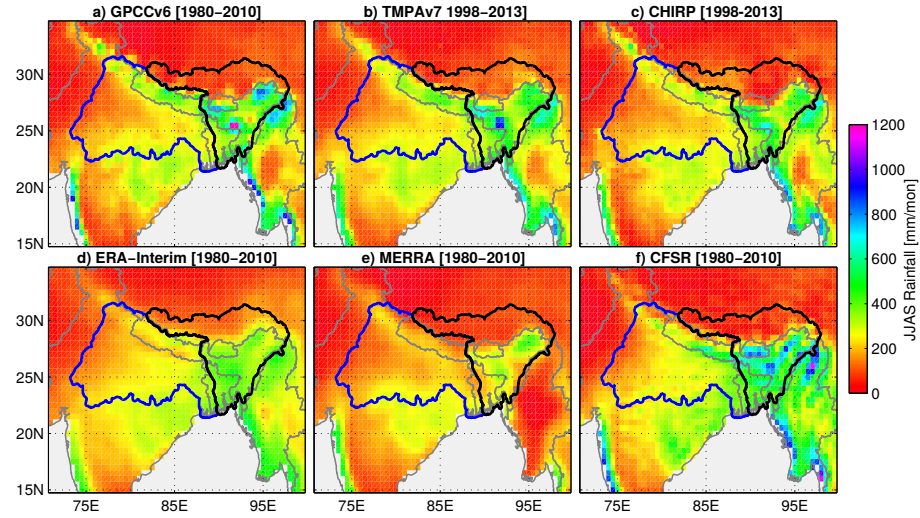 a) GPCCv6 [1980−2010]
b) TMPAv7 1998−2013]
c) CHIRP [1998-2013]
30N
25N
20N
15N
d) ERA−Interim [1980−2010]
e) MERRA [1980−2010]
f) CFSR [1980−2010]
30N
25N
20N
15N
75E 85E 95E 75E 85E 95E 75E 85E 95E
1200
1000
800
600
400
200
0
JJAS Rainfall [mm/mon]